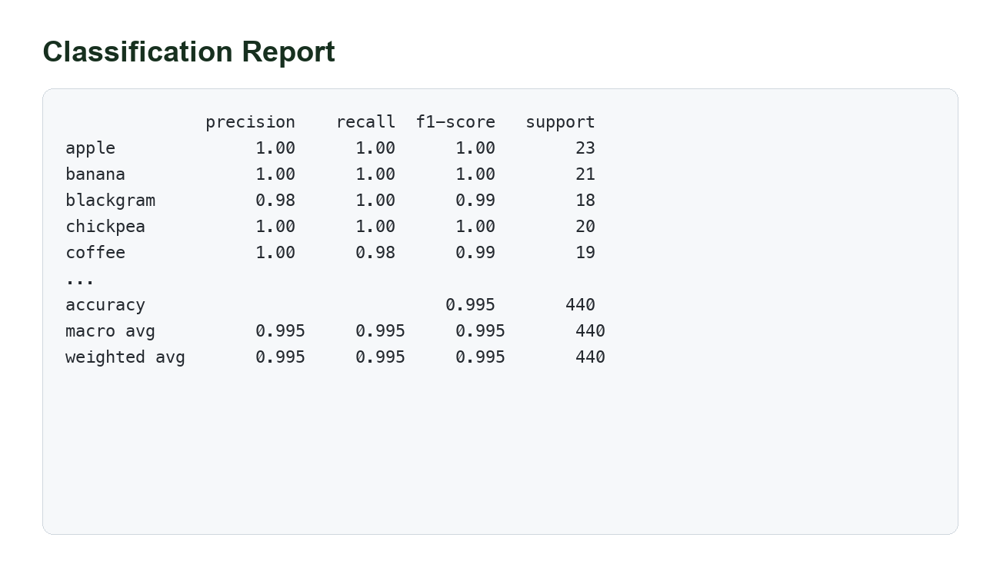 Classification Report
precision recall f1-score support
apple 1.00 1.00 1.00 23
banana 1.00 1.00 1.00 21
blackgram 0.98 1.00 0.99 18
chickpea 1.00 1.00 1.00 20
coffee 1.00 0.98 0.99 19
...
accuracy 0.995 440
macro avg 0.995 0.995 0.995 440
weighted avg 0.995 0.995 0.995 440